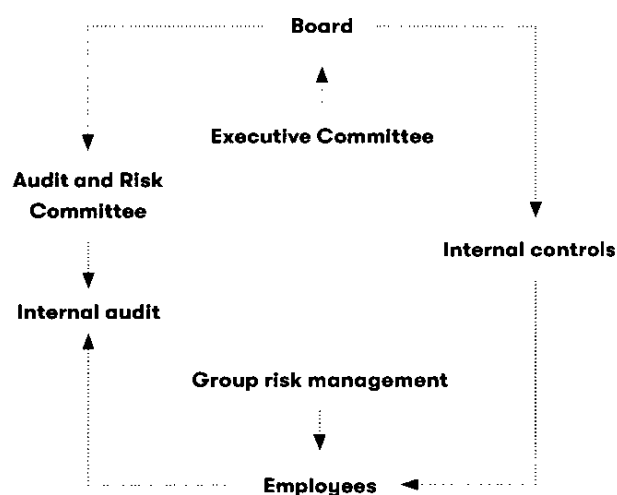 Board
Executive Committee
Audit and Risk
Committee
Internal controls
Internal audit
Group risk management
Employees